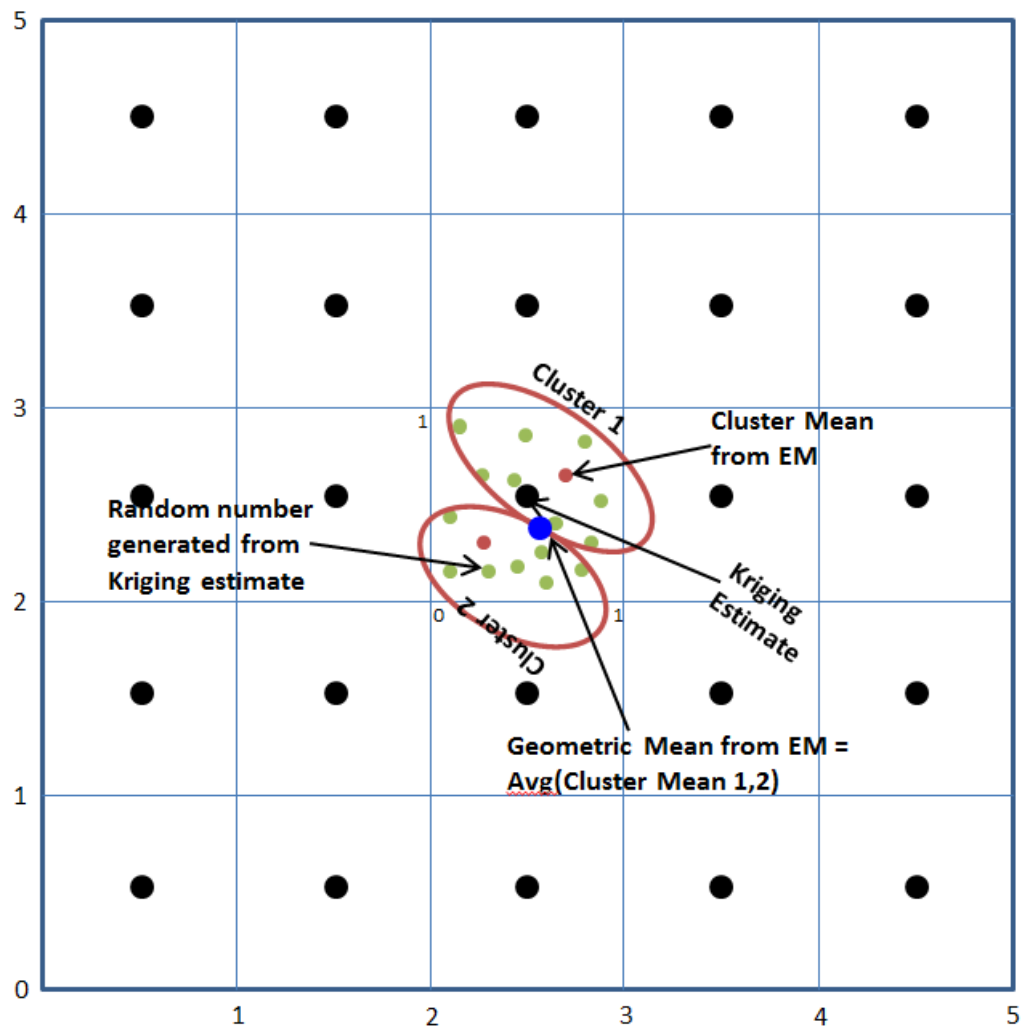 5
4
3
Cluster 1
1
Cluster Mean
from EM
Random number
generated from
Kriging estimate
Kriging
Estimate
2
0
Cluster 2
1
Geometric Mean from EM =
Avg(Cluster Mean 1,2)
1
0
1
2
3
4
5